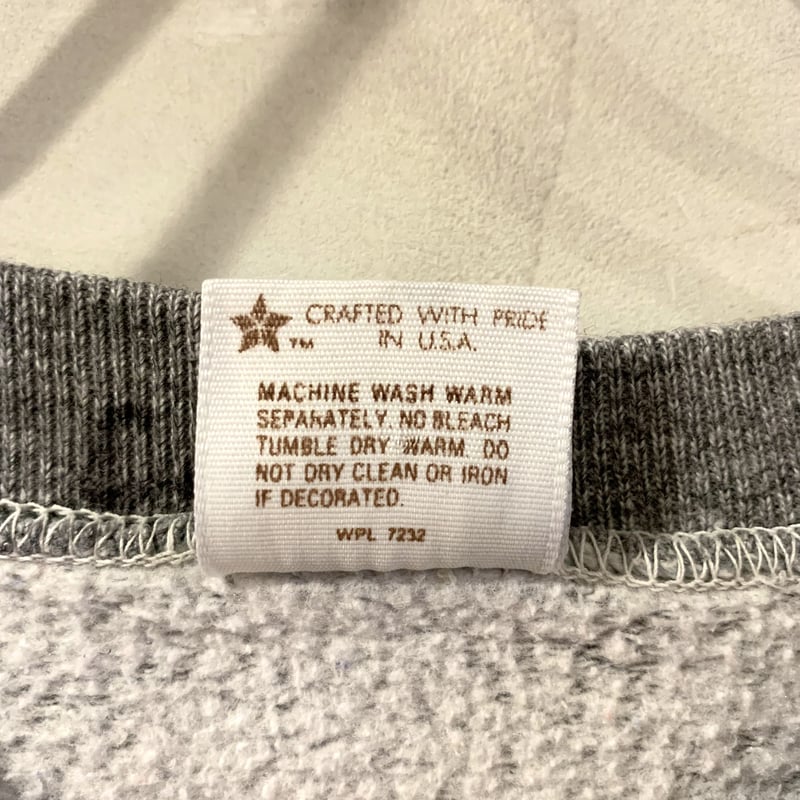 CRAFTED WITH PRIDE
™ IN U.S.A.
MACHINE WASH WARM
SEPARATELY. NO BLEACH
TUMBLE DRY WARM. DO
NOT DRY CLEAN OR IRON
IF DECORATED.
WPL 7232